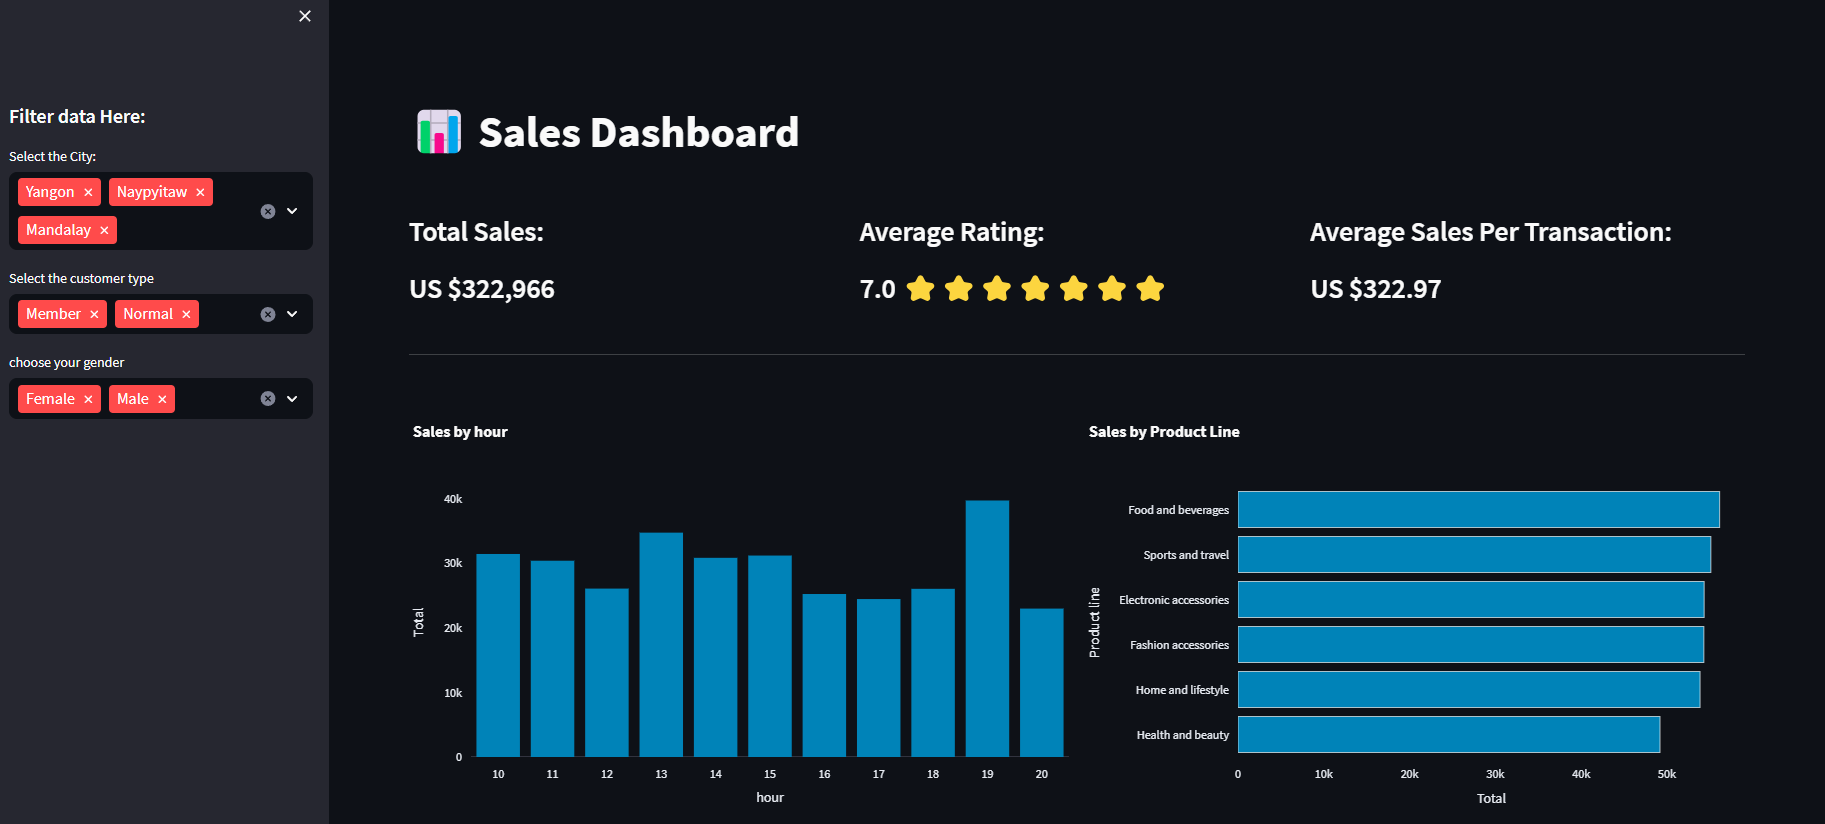 Filter data Here:
Select the City:
Yangon × Naypyitaw ×
Mandalay ×
Select the customer type
Member × Normal ×
choose your gender
Female × Male ×
Sales Dashboard
Total Sales:
US $322,966
Average Rating:
7.0
Average Sales Per Transaction:
US $322.97
Sales by hour
40k
30k
20k
10k
0
Total
10 11 12 13 14 15 16 17 18 19 20
hour
Sales by Product Line
Product line
Food and beverages
Sports and travel
Electronic accessories
Fashion accessories
Home and lifestyle
Health and beauty
0 10k 20k 30k 40k 50k
Total